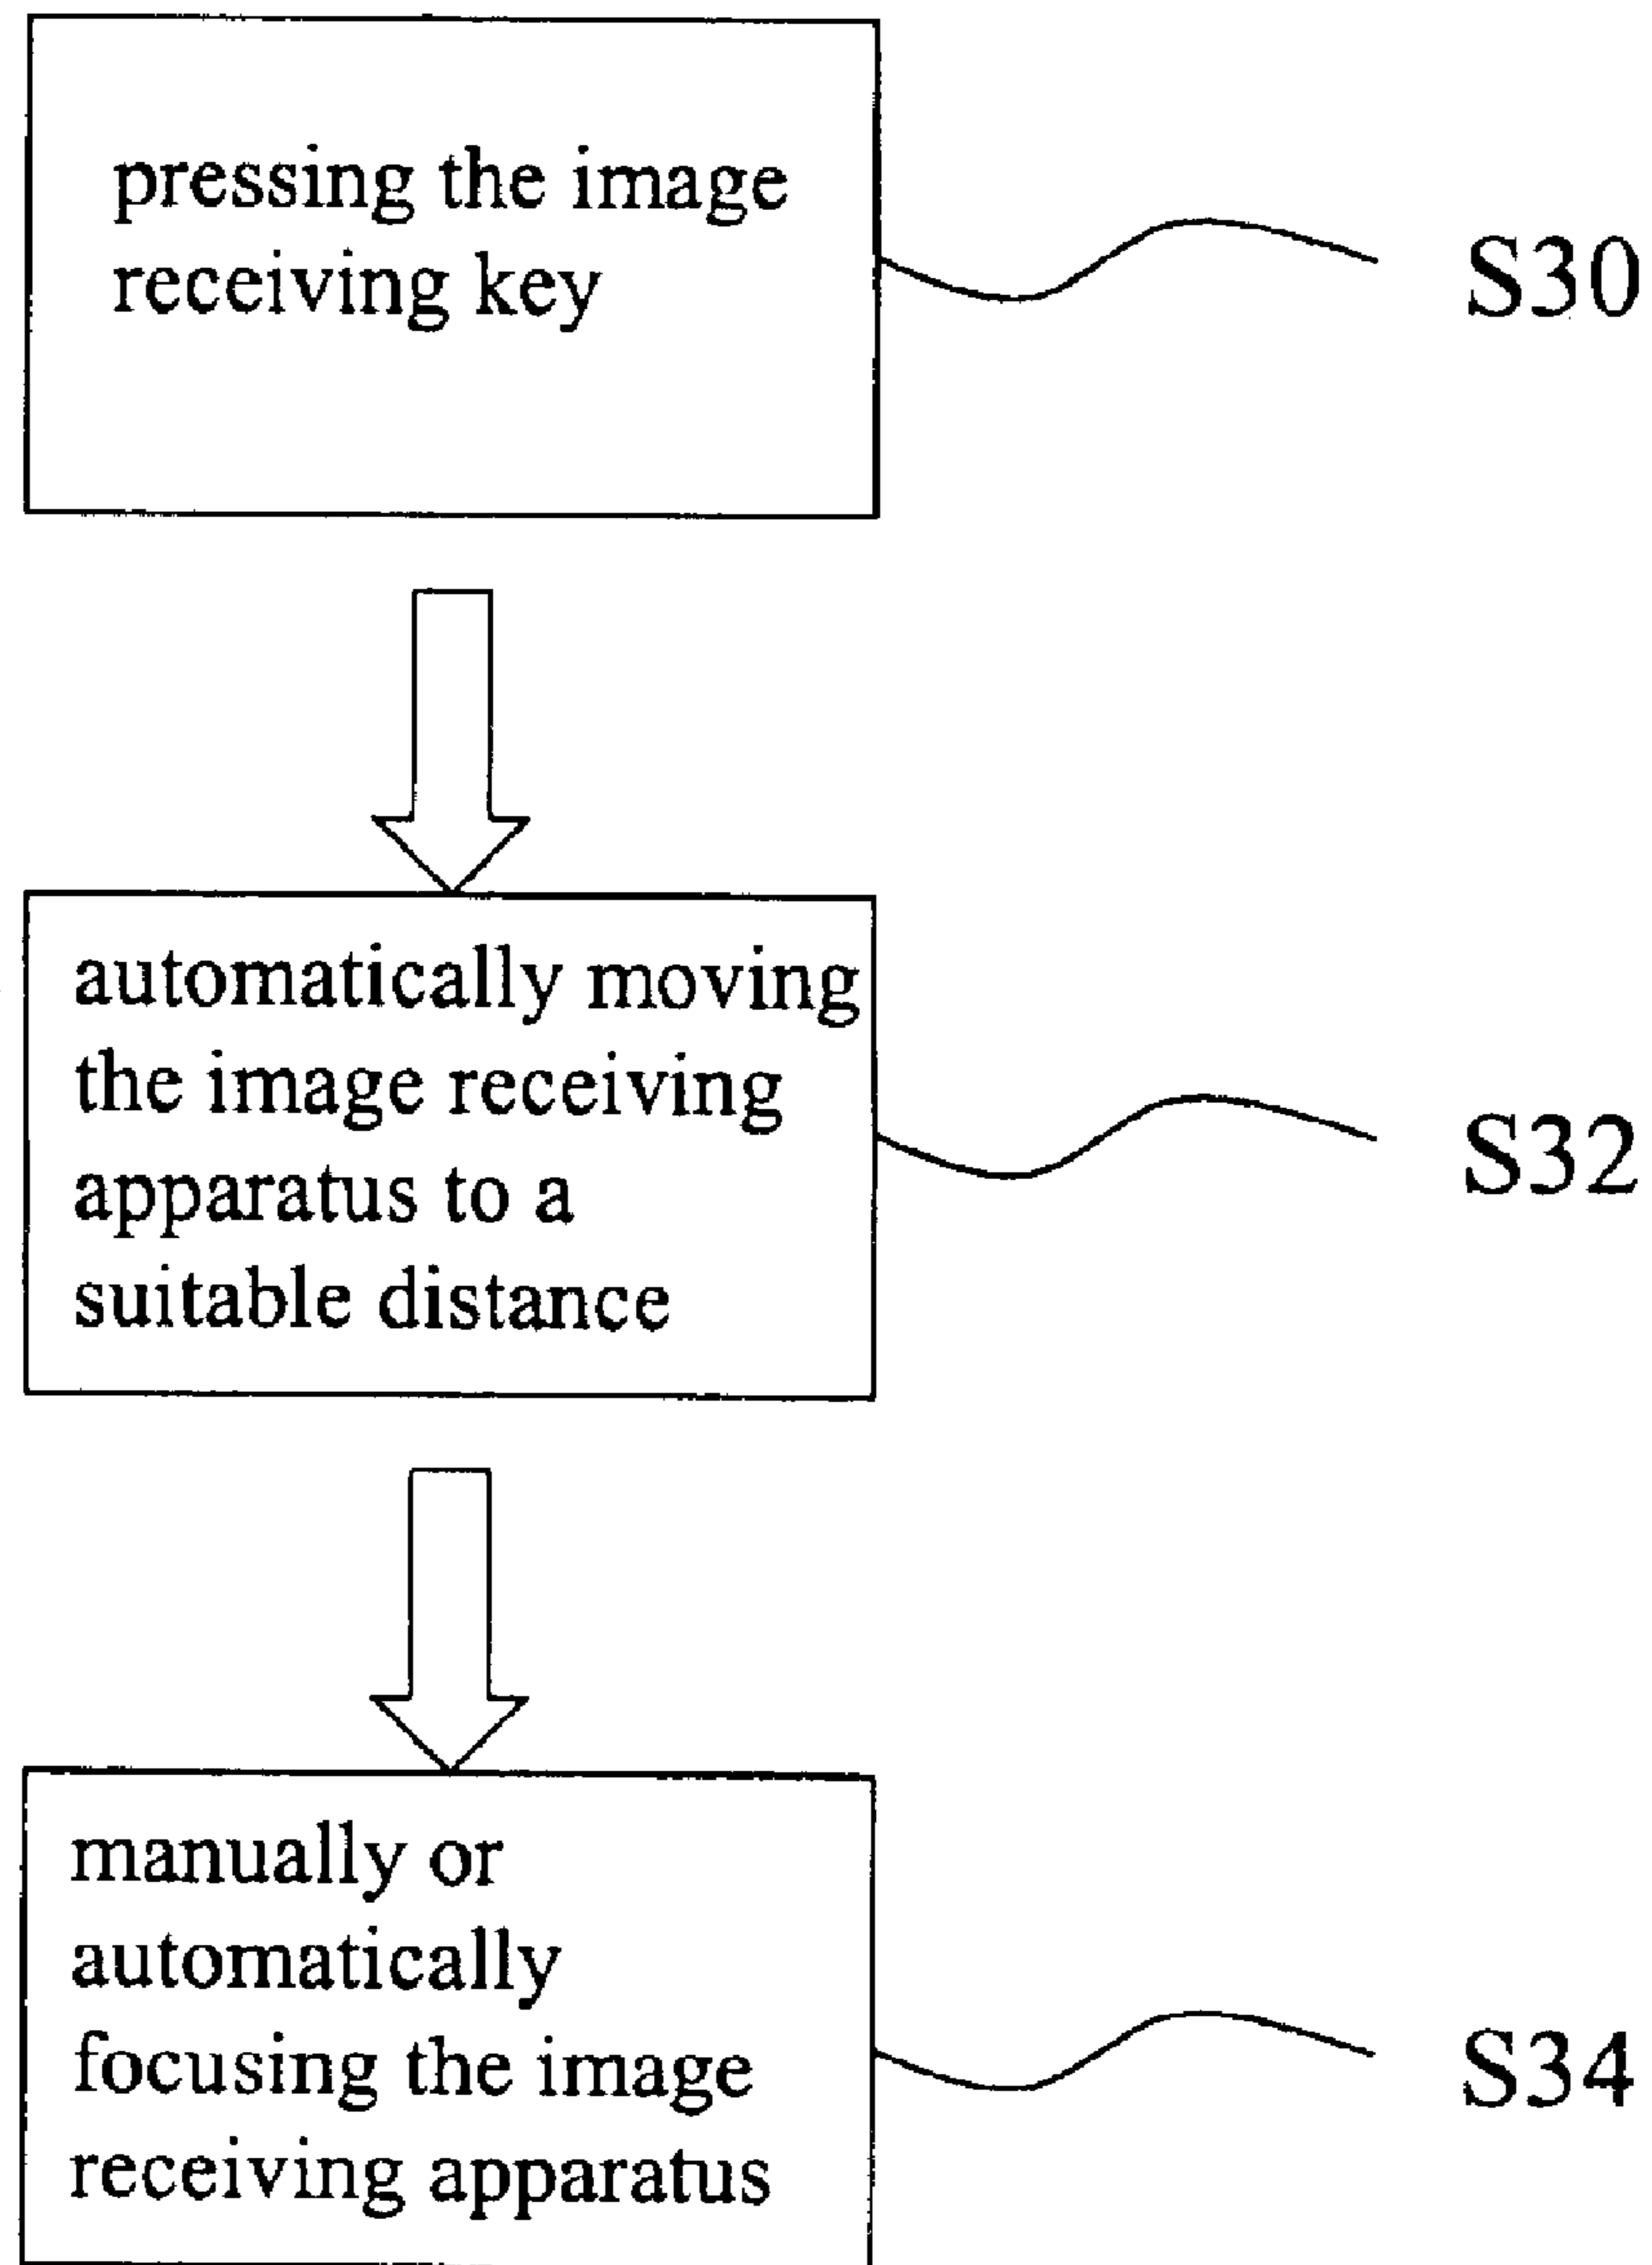 pressing the image
receiving key
S30
automatically moving
the image receiving
apparatus to a
suitable distance
S32
manually or
automatically
focusing the image
receiving apparatus
S34